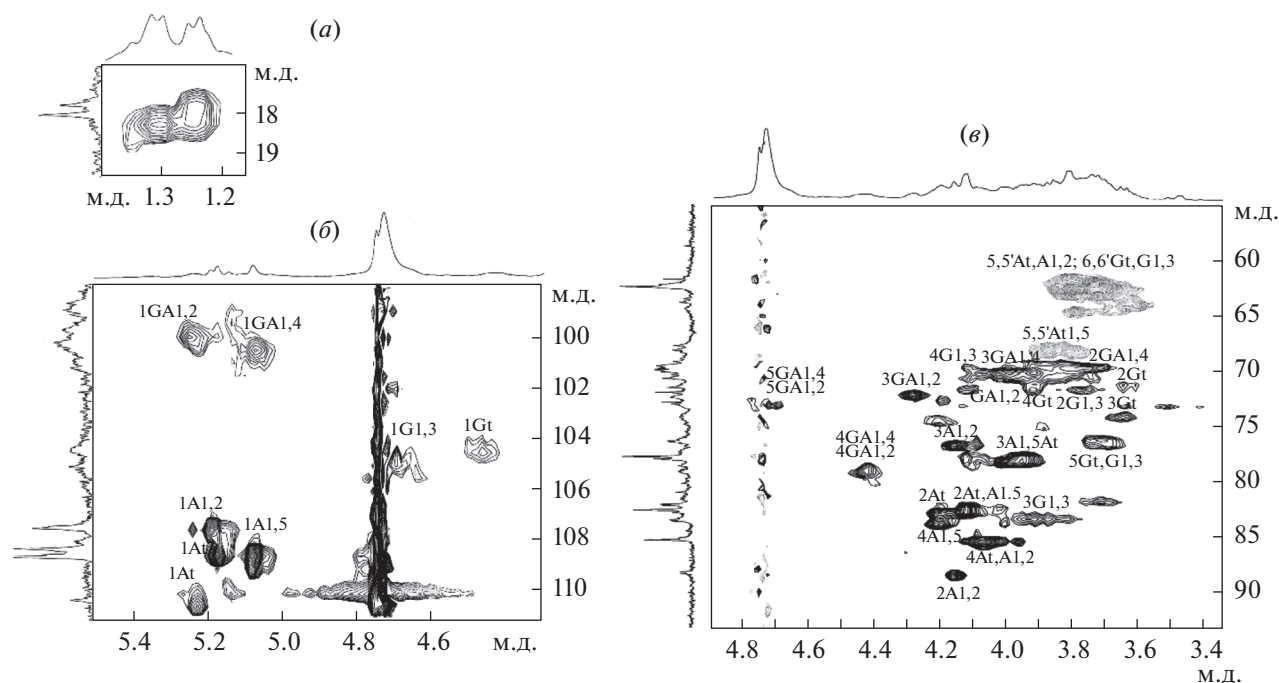 (а)
м.д.
18
19
м.д. 1.3 1.2
(б)
м.д.
1GA1,2
1GA1,4
100
102
1G1,3
1Gt
104
106
1A1,2
1A1,5
108
1At
1At
110
5.4 5.2 5.0 4.8 4.6
м.д.
(в)
м.д.
5,5'At,A1,2; 6,6'Gt,G1,3
60
65
5,5'At1,5
4G1,3 3GA1,4 2GA1,4
70
5GA1,4
5GA1,2
3GA1,2
2Gt
GA1,2 4Gt 2G1,3 3Gt
75
3A1,2
3A1,5At
4GA1,4
4GA1,2
5Gt,G1,3
80
2At 2At,A1.5
3G1,3
4A1,5
85
4At,A1,2
2A1,2
90
4.8 4.6 4.4 4.2 4.0 3.8 3.6 3.4
м.д.